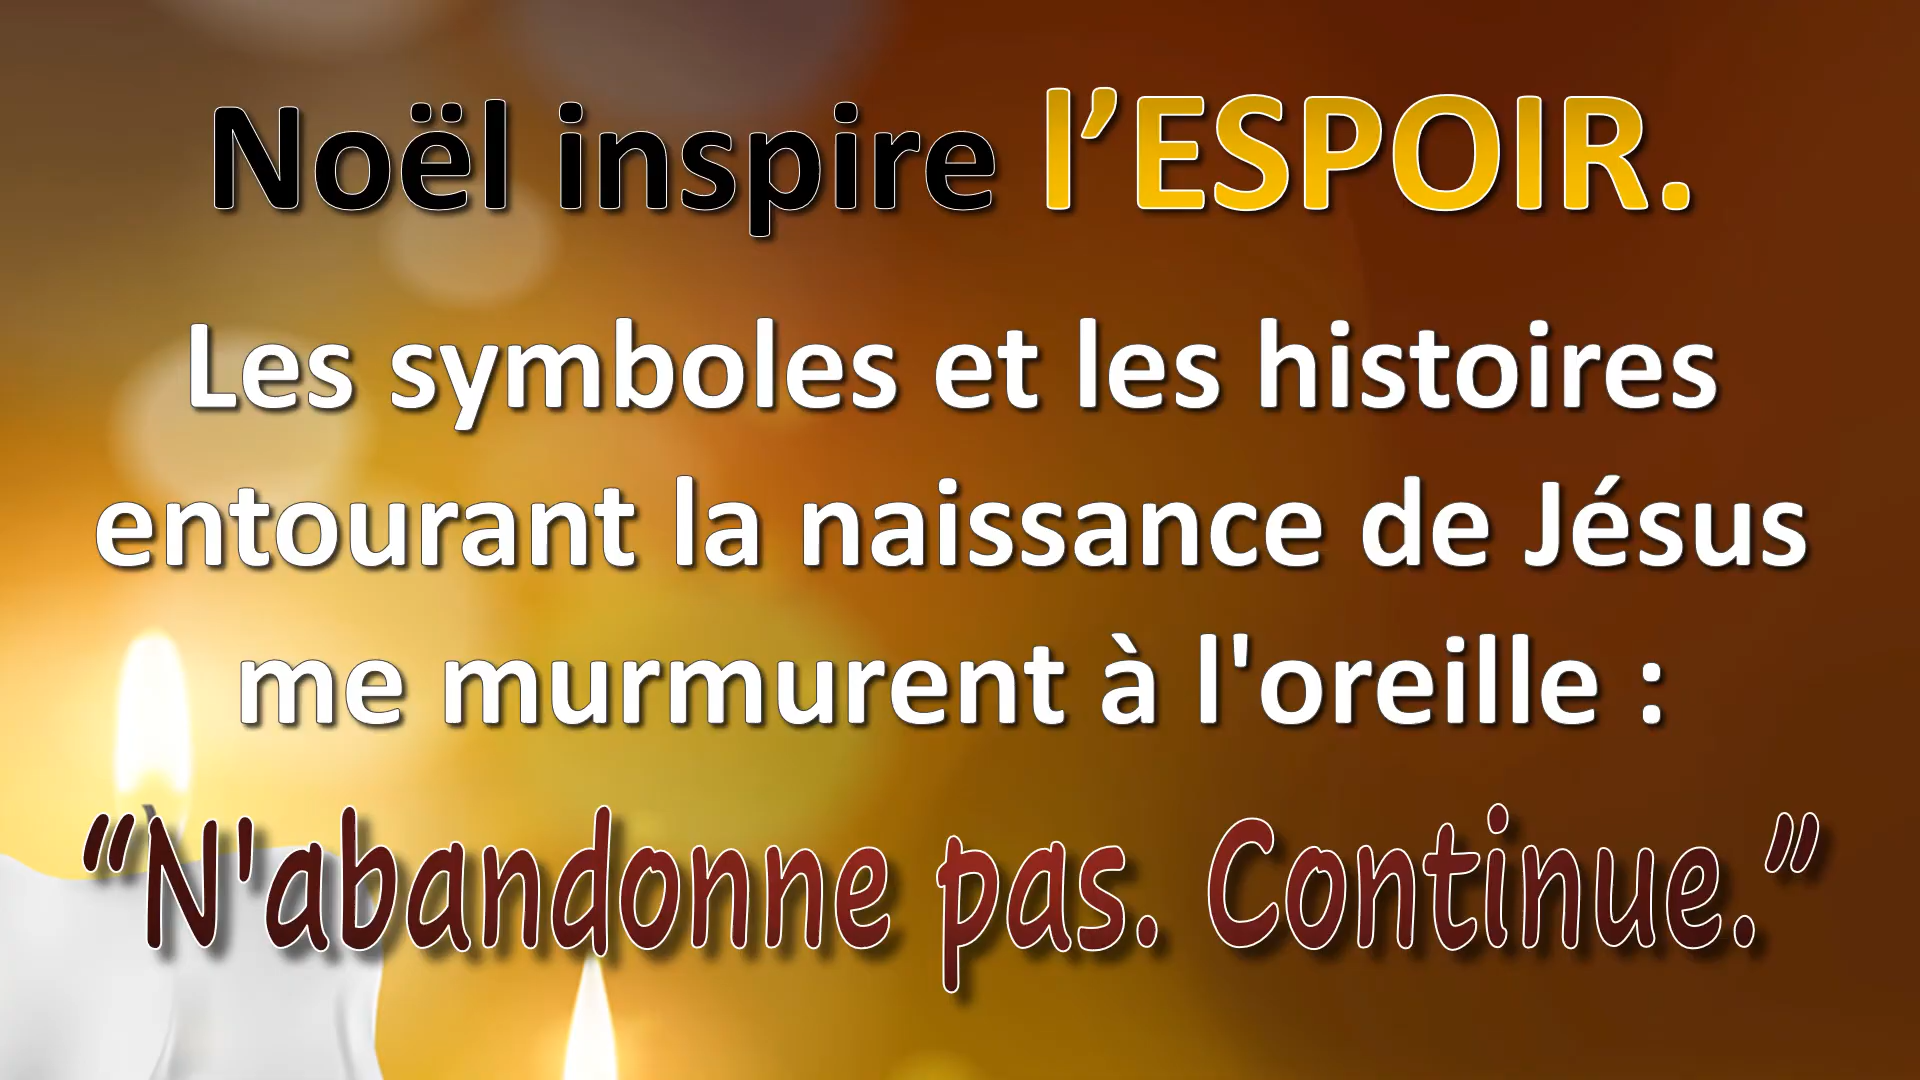 Noël inspire l’ESPOIR.
Les symboles et les histoires
entourant la naissance de Jésus
me murmurent à l'oreille :
“N'abandonne pas. Continue.”